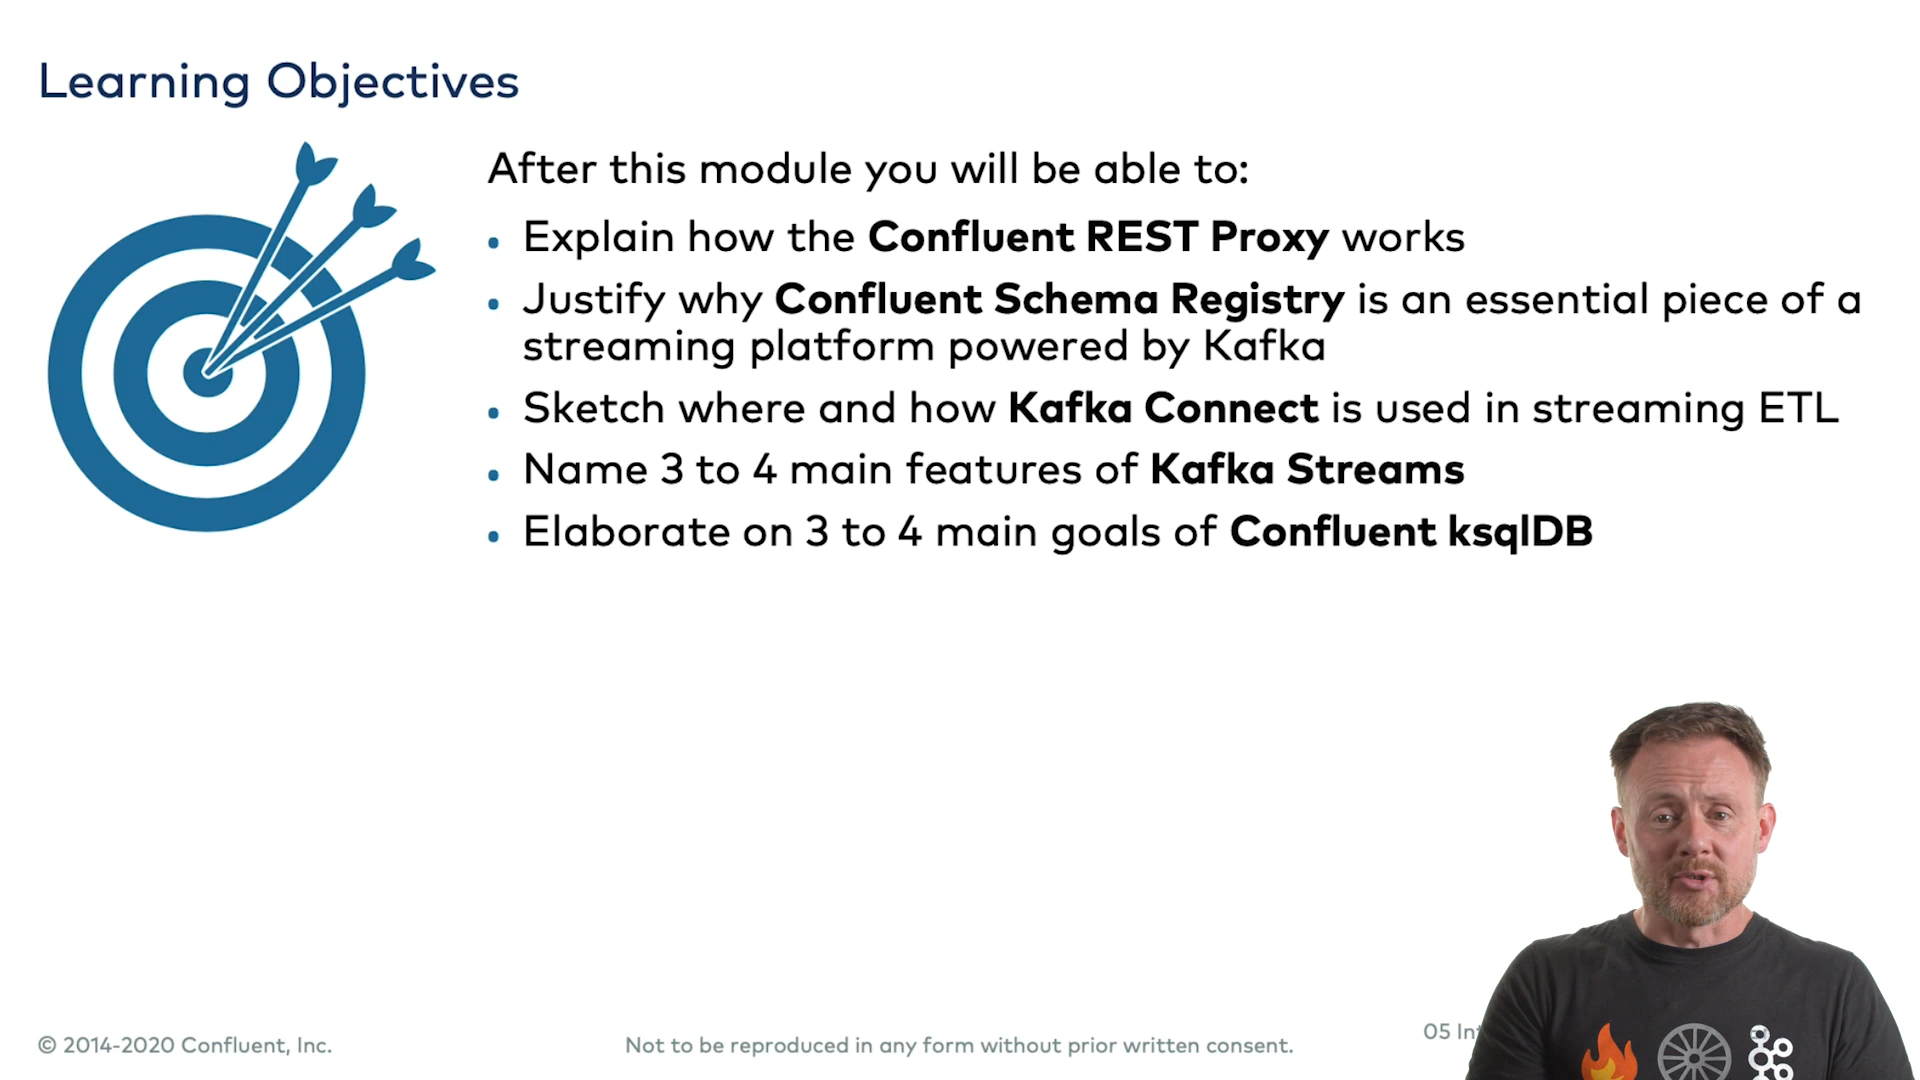 Learning Objectives
After this module you will be able to:
• Explain how the Confluent REST Proxy works
• Justify why Confluent Schema Registry is an essential piece of a
streaming platform powered by Kafka
• Sketch where and how Kafka Connect is used in streaming ETL
• Name 3 to 4 main features of Kafka Streams
• Elaborate on 3 to 4 main goals of Confluent ksqlDB
© 2014-2020 Confluent, Inc.
Not to be reproduced in any form without prior written consent.
05